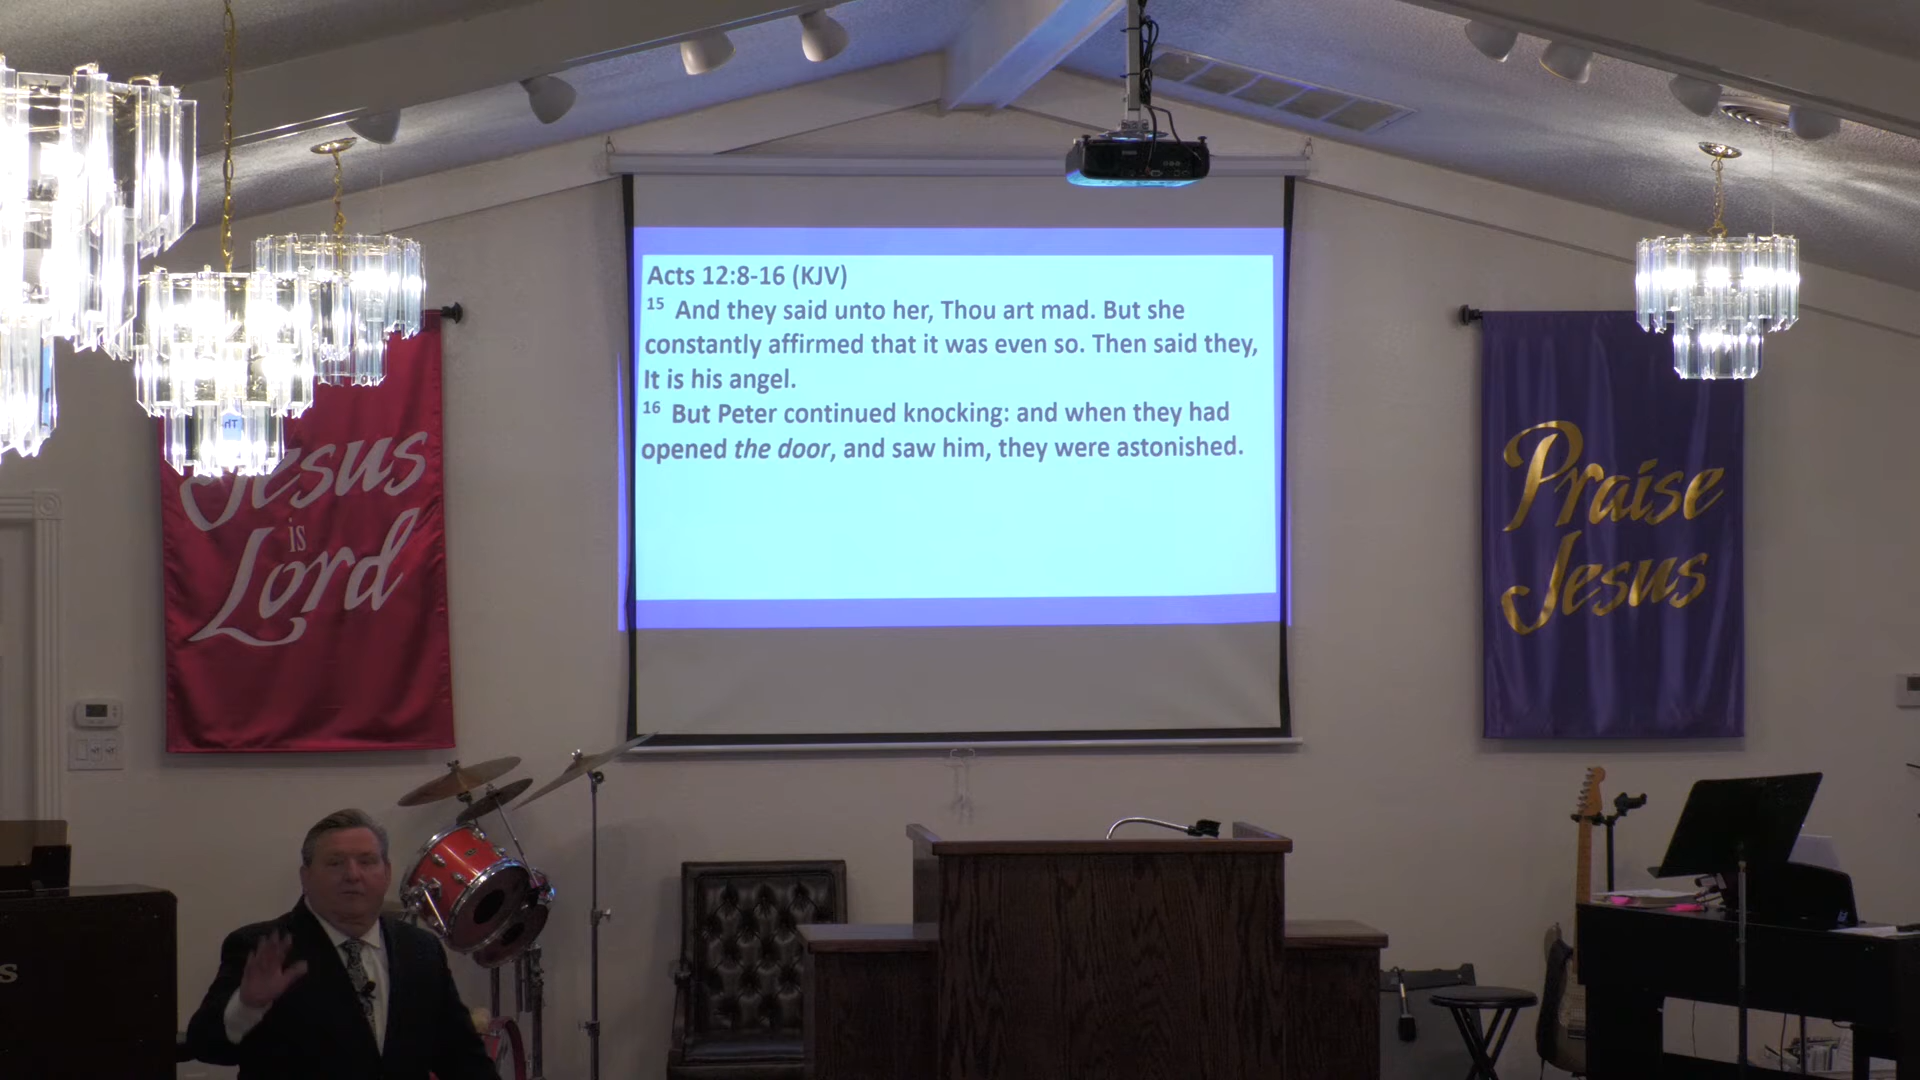 Acts 12:8-16 (KJV)
15 And they said unto her, Thou art mad. But she
constantly affirmed that it was even so. Then said they,
It is his angel.
16 But Peter continued knocking: and when they had
opened the door, and saw him, they were astonished.
Jesus
is
Lord
Praise
Jesus